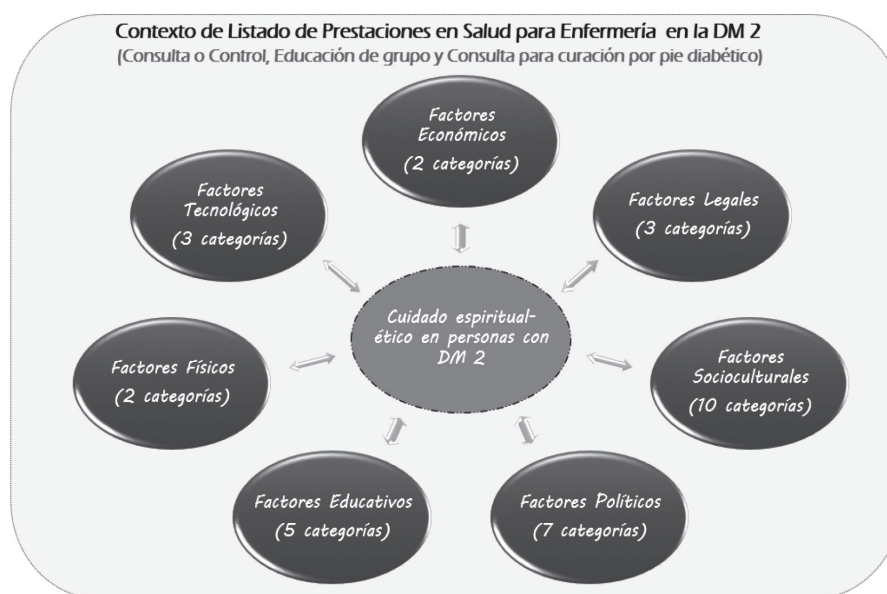 Contexto de Listado de Prestaciones en Salud para Enfermería en la DM 2
(Consulta o Control, Educación de grupo y Consulta para curación por pie diabético)
Factores
Económicos
(2 categorías)
Factores
Tecnológicos
(3 categorías)
Factores Legales
(3 categorías)
Cuidado espiritual-
ético en personas con
DM 2
Factores Físicos
(2 categorías)
Factores
Socioculturales
(10 categorías)
Factores Educativos
(5 categorías)
Factores Políticos
(7 categorías)